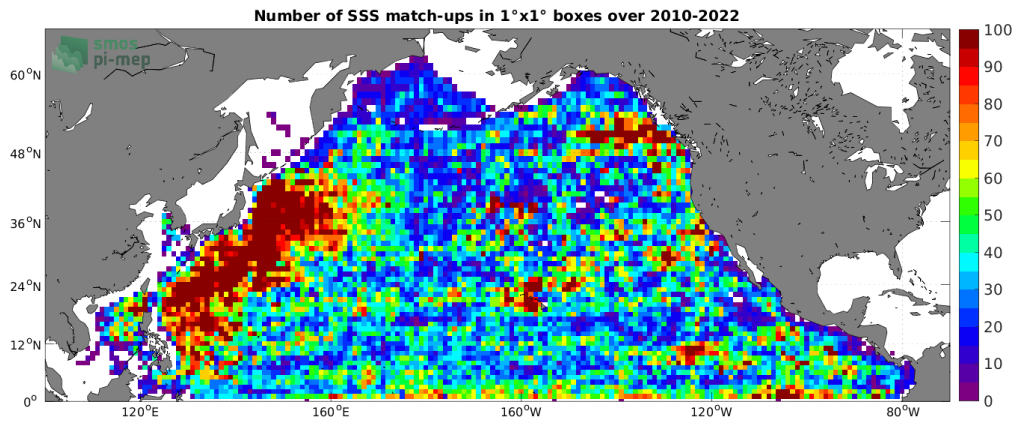 Number of SSS match-ups in 1°x1° boxes over 2010-2022
smos
pi-mep
60°N
48°N
36°N
24°N
12°N
0°
120°E
160°E
160°W
120°W
80°W
100
90
80
70
60
50
40
30
20
10
0